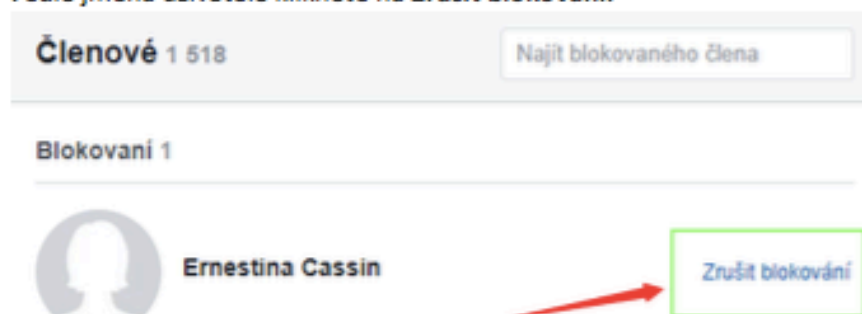 Členové 1 518
Najít blokovaného člena
Blokovaní 1
Ernestina Cassin
Zrušit blokování